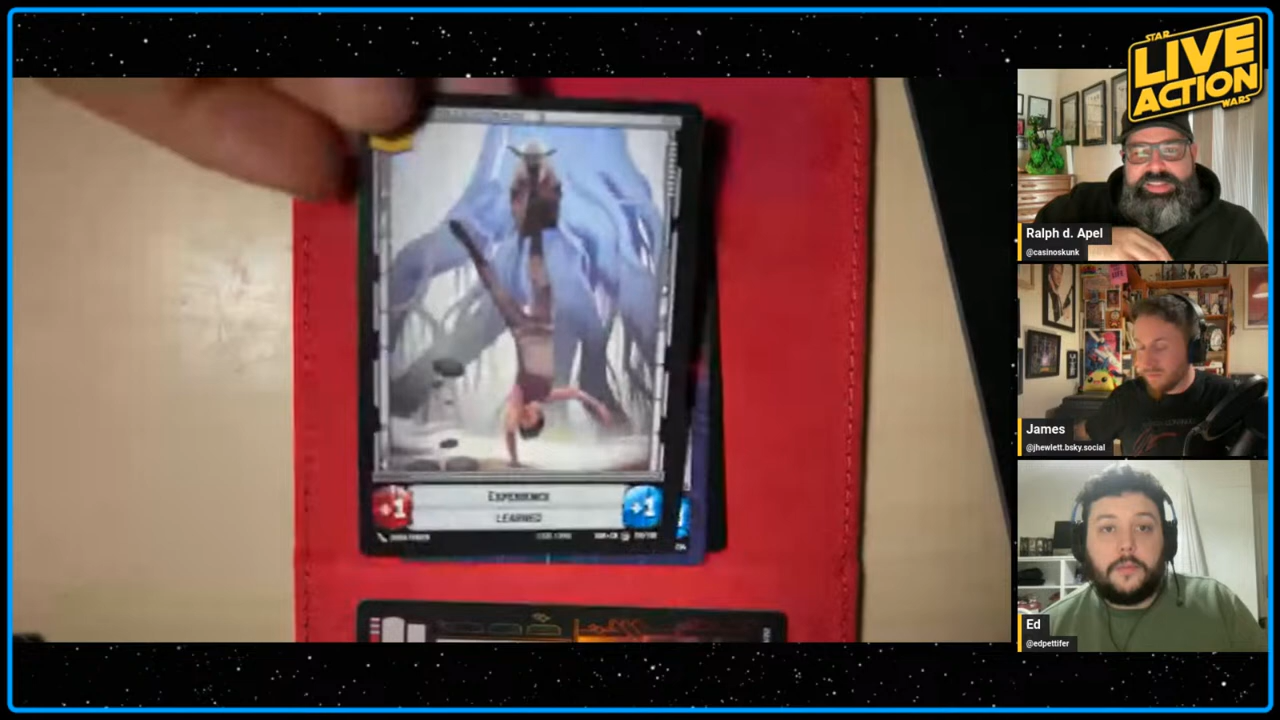 STAR
LIVE
ACTION
WARS
Ralph d. Apel
@casinoskunk
James
@jhewlett.bsky.social
Ed
@edpettifer
+1
EXPERIENCE
+1
LEARNED